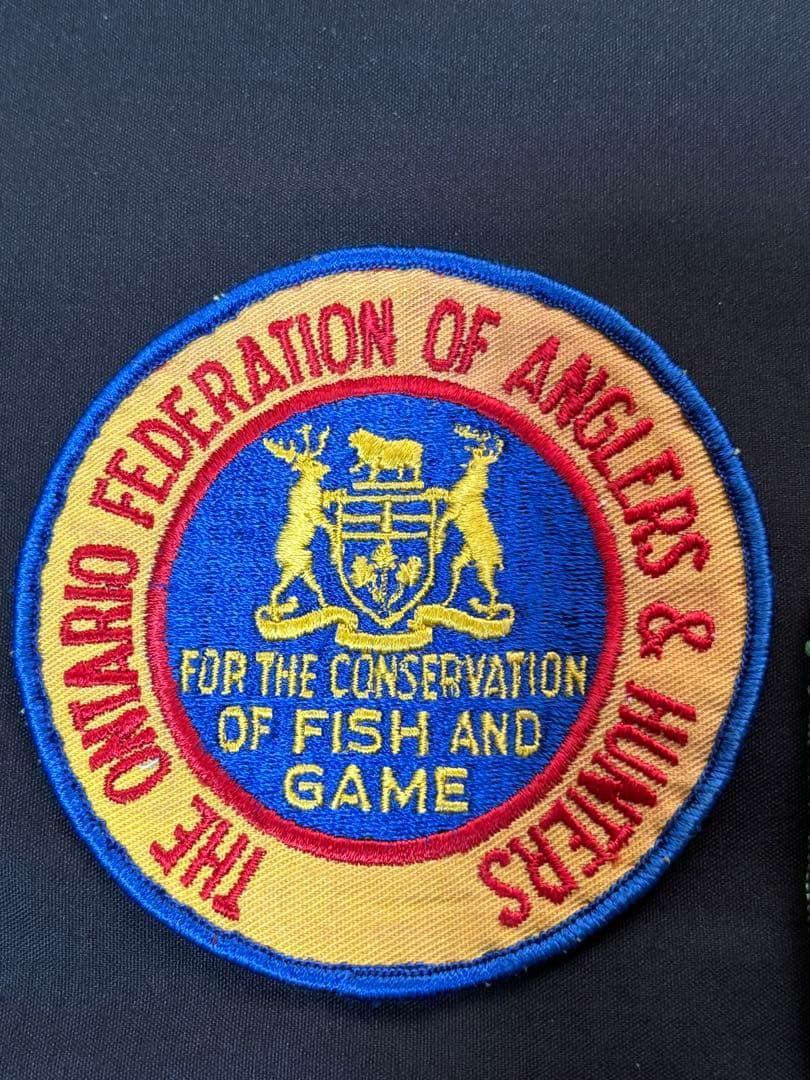 THE ONTARIO FEDERATION OF ANGLERS & HUNTERS
FOR THE CONSERVATION
OF FISH AND
GAME